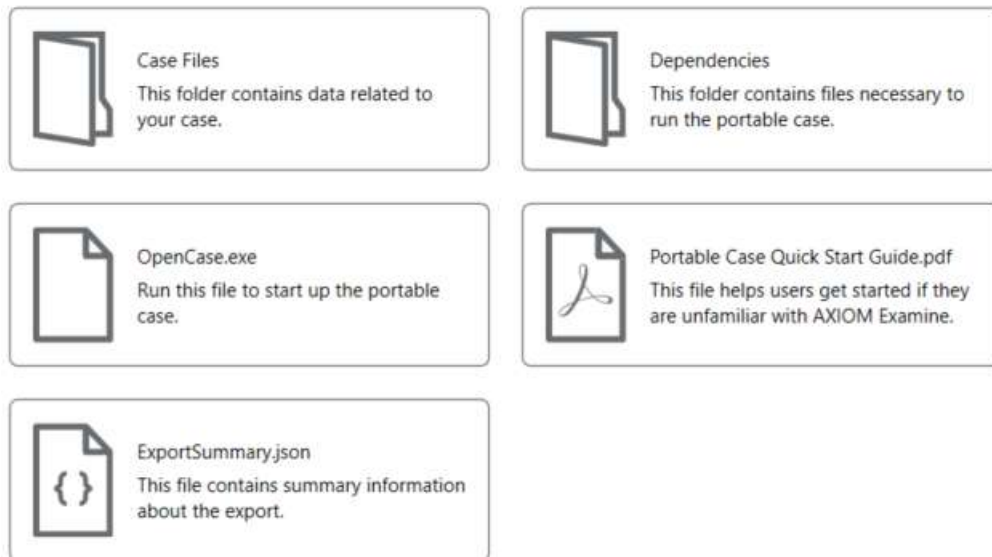 Case Files
This folder contains data related to
your case.
Dependencies
This folder contains files necessary to
run the portable case.
OpenCase.exe
Run this file to start up the portable
case.
Portable Case Quick Start Guide.pdf
This file helps users get started if they
are unfamiliar with AXIOM Examine.
{ }
ExportSummary.json
This file contains summary information
about the export.